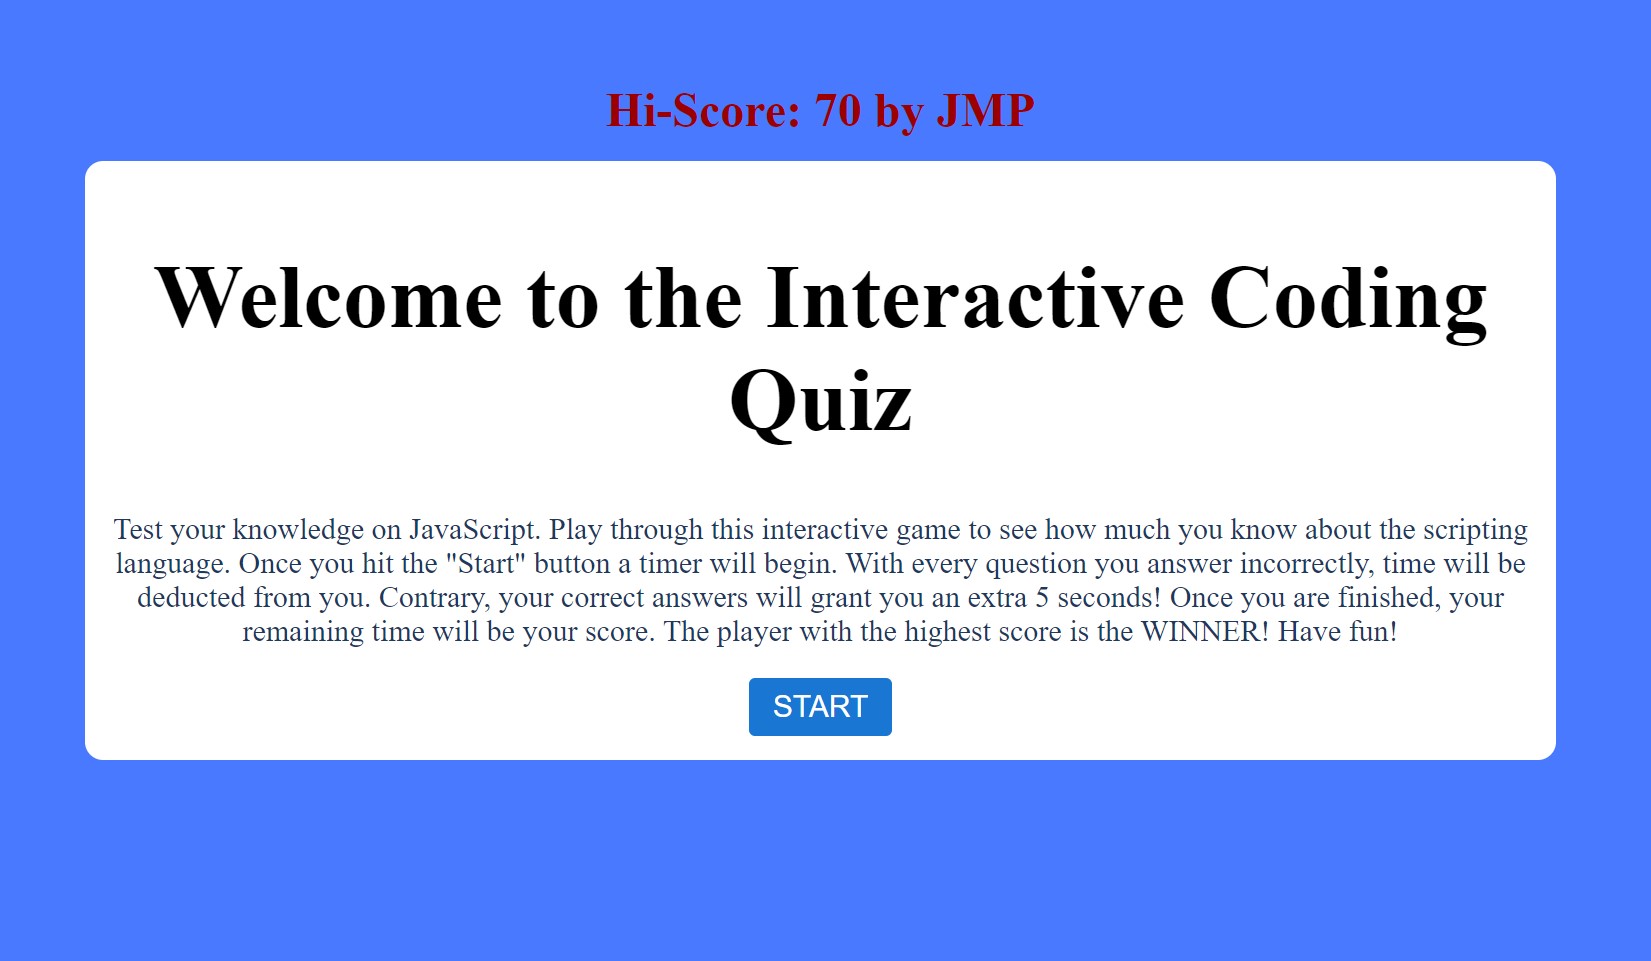 Hi-Score: 70 by JMP
Welcome to the Interactive Coding
Quiz
Test your knowledge on JavaScript. Play through this interactive game to see how much you know about the scripting
language. Once you hit the "Start" button a timer will begin. With every question you answer incorrectly, time will be
deducted from you. Contrary, your correct answers will grant you an extra 5 seconds! Once you are finished, your
remaining time will be your score. The player with the highest score is the WINNER! Have fun!
START